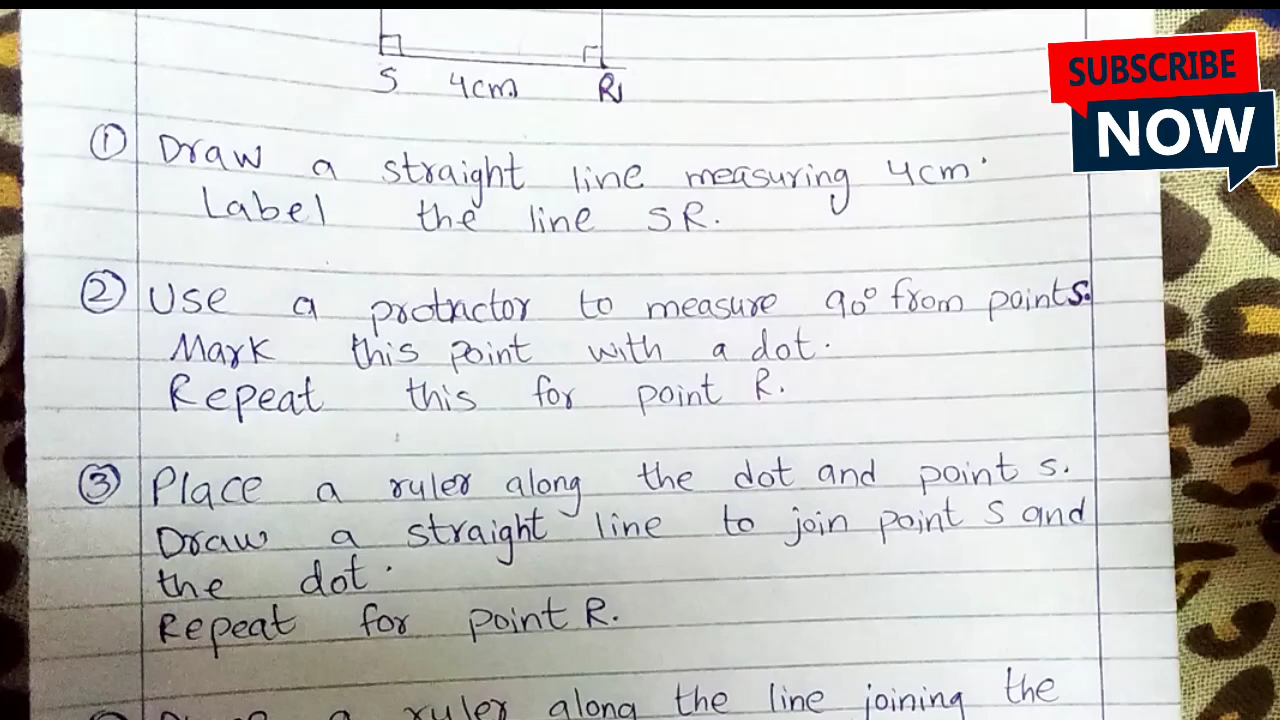 S 4cm R
① Draw a straight line measuring 4cm.
Label the line SR.
② Use a protractor to measure 90° from point S.
Mark this point with a dot.
Repeat this for point R.
③ Place a ruler along the dot and point s.
Draw a straight line to join point S and
the dot.
Repeat for point R.
a ruler along the line joining the
SUBSCRIBE
NOW